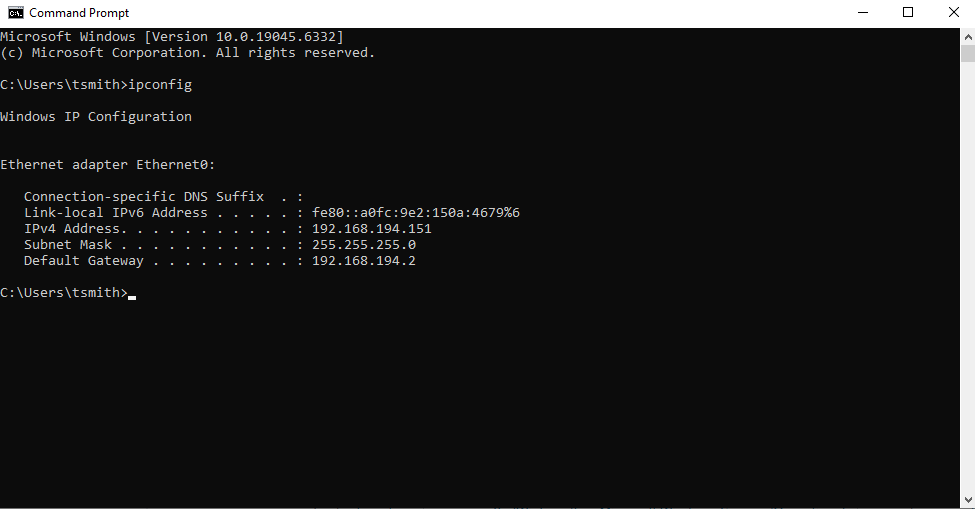 Command Prompt
Microsoft Windows [Version 10.0.19045.6332]
(c) Microsoft Corporation. All rights reserved.
C:\Users\tsmith>ipconfig
Windows IP Configuration
Ethernet adapter Ethernet0:
   Connection-specific DNS Suffix  . :
   Link-local IPv6 Address . . . . . : fe80::a0fc:9e2:150a:4679%6
   IPv4 Address. . . . . . . . . . . : 192.168.194.151
   Subnet Mask . . . . . . . . . . . : 255.255.255.0
   Default Gateway . . . . . . . . . : 192.168.194.2
C:\Users\tsmith>